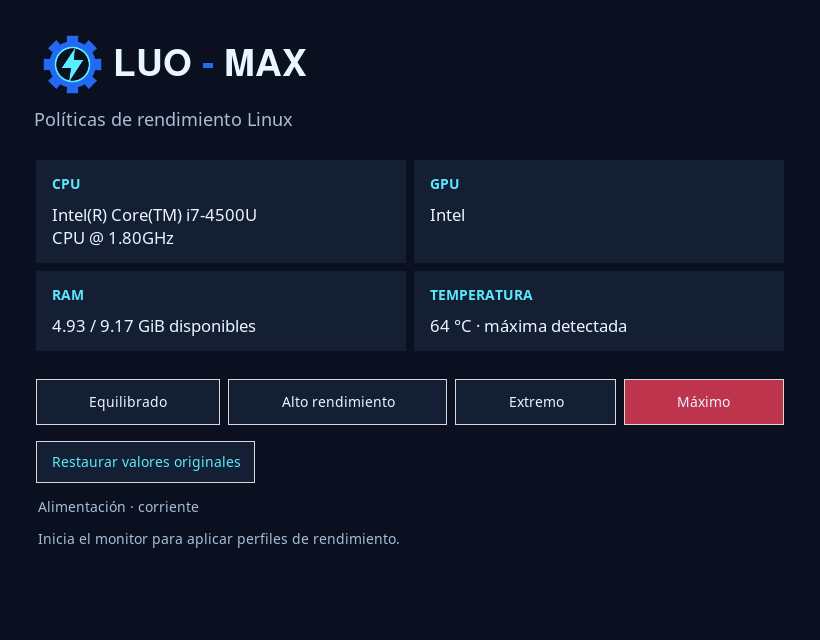 LUO - MAX
Políticas de rendimiento Linux
CPU
Intel(R) Core(TM) i7-4500U
CPU @ 1.80GHz
GPU
Intel
RAM
4.93 / 9.17 GiB disponibles
TEMPERATURA
64 °C · máxima detectada
Equilibrado
Alto rendimiento
Extremo
Máximo
Restaurar valores originales
Alimentación · corriente
Inicia el monitor para aplicar perfiles de rendimiento.